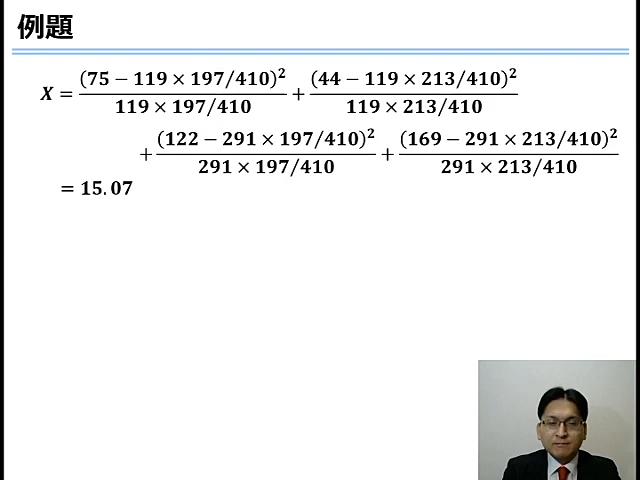 例題
X = (75 − 119 × 197/410)² / 119 × 197/410 + (44 − 119 × 213/410)² / 119 × 213/410
+ (122 − 291 × 197/410)² / 291 × 197/410 + (169 − 291 × 213/410)² / 291 × 213/410
= 15.07